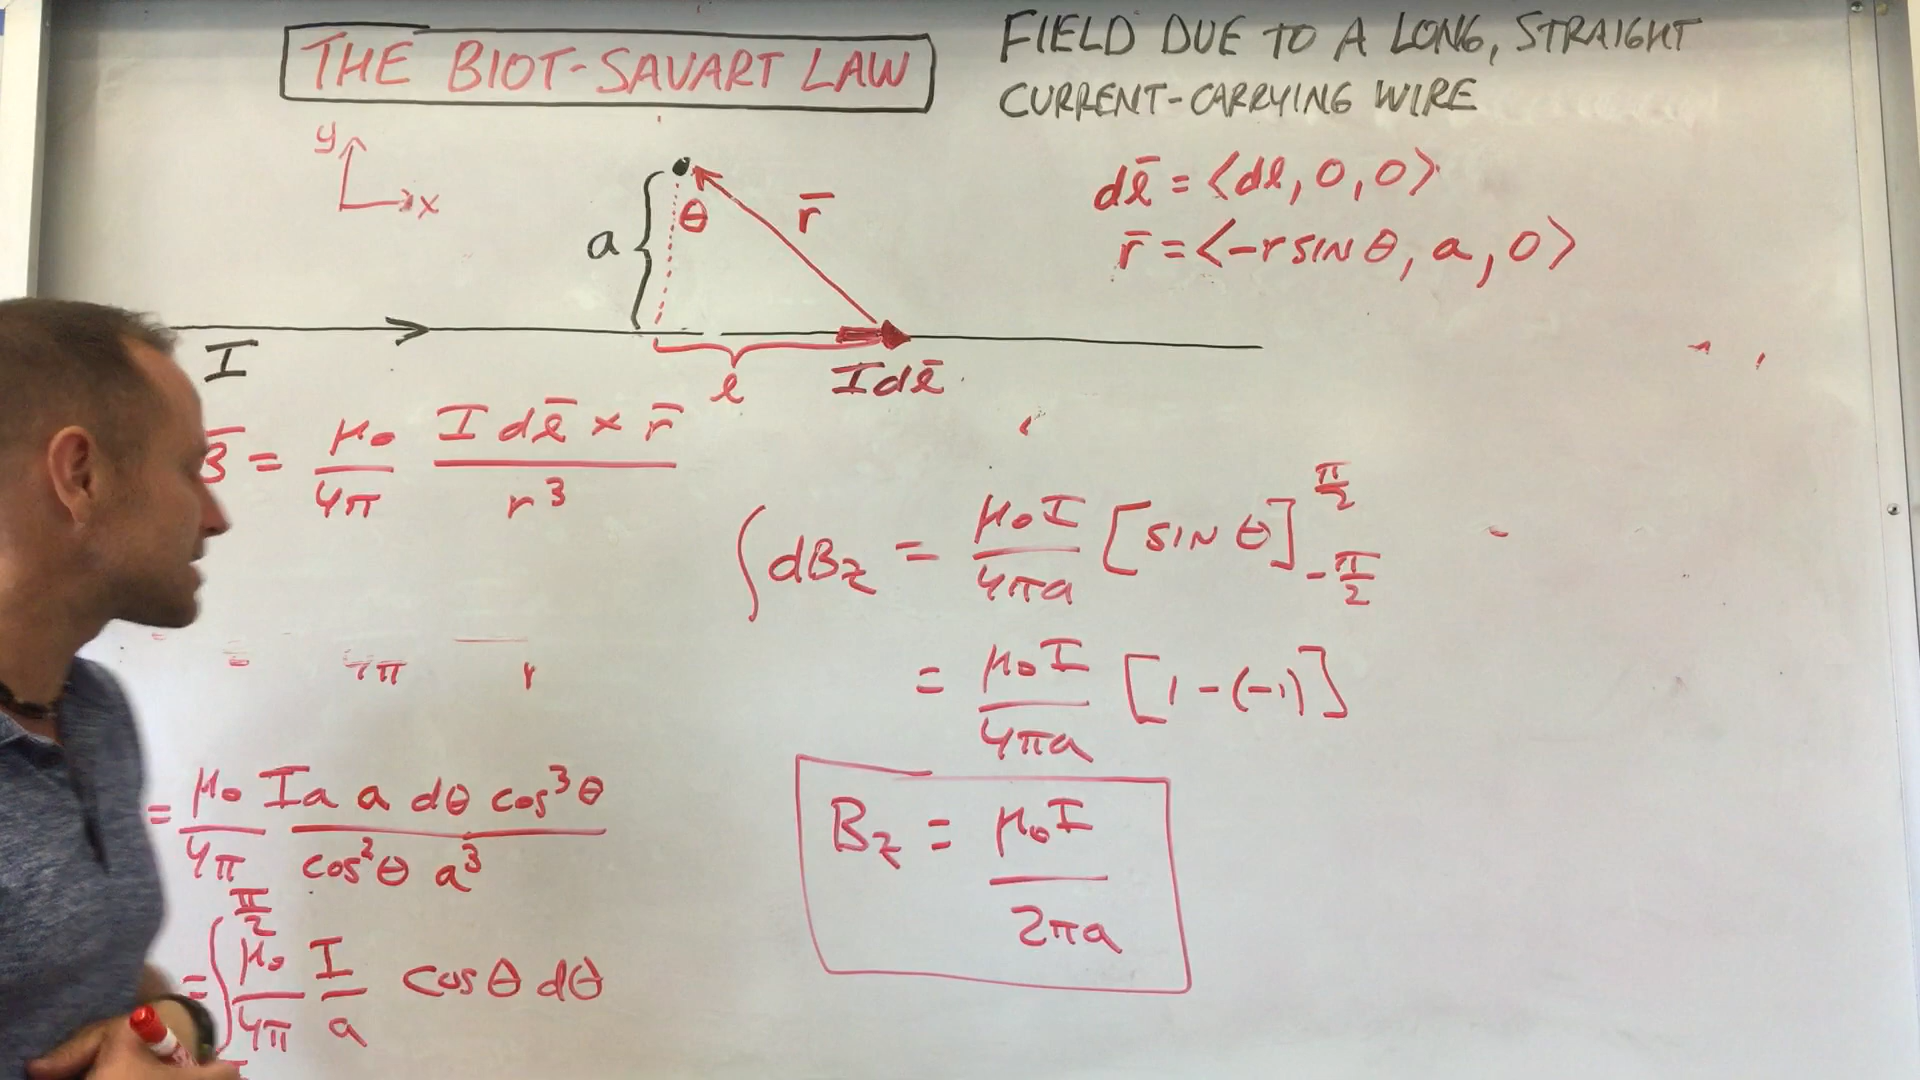 THE BIOT-SAVART LAW
FIELD DUE TO A LONG, STRAIGHT
CURRENT-CARRYING WIRE
y
x
a
θ
r̄
I
ℓ
Idℓ̄
dℓ̄ = <dℓ, 0, 0>
r̄ = <-r SIN θ, a, 0>
B̄ = μ₀/4π I dℓ̄ × r̄ / r³
= 4π r
= μ₀/4π Ia a dθ cos³θ / cos²θ a³
= ∫ π/2 μ₀/4π I/a cos θ dθ
∫ dB_z = μ₀I/4πa [SIN θ] π/2 -π/2
= μ₀I/4πa [1 - (-1)]
B_z = μ₀I/2πa